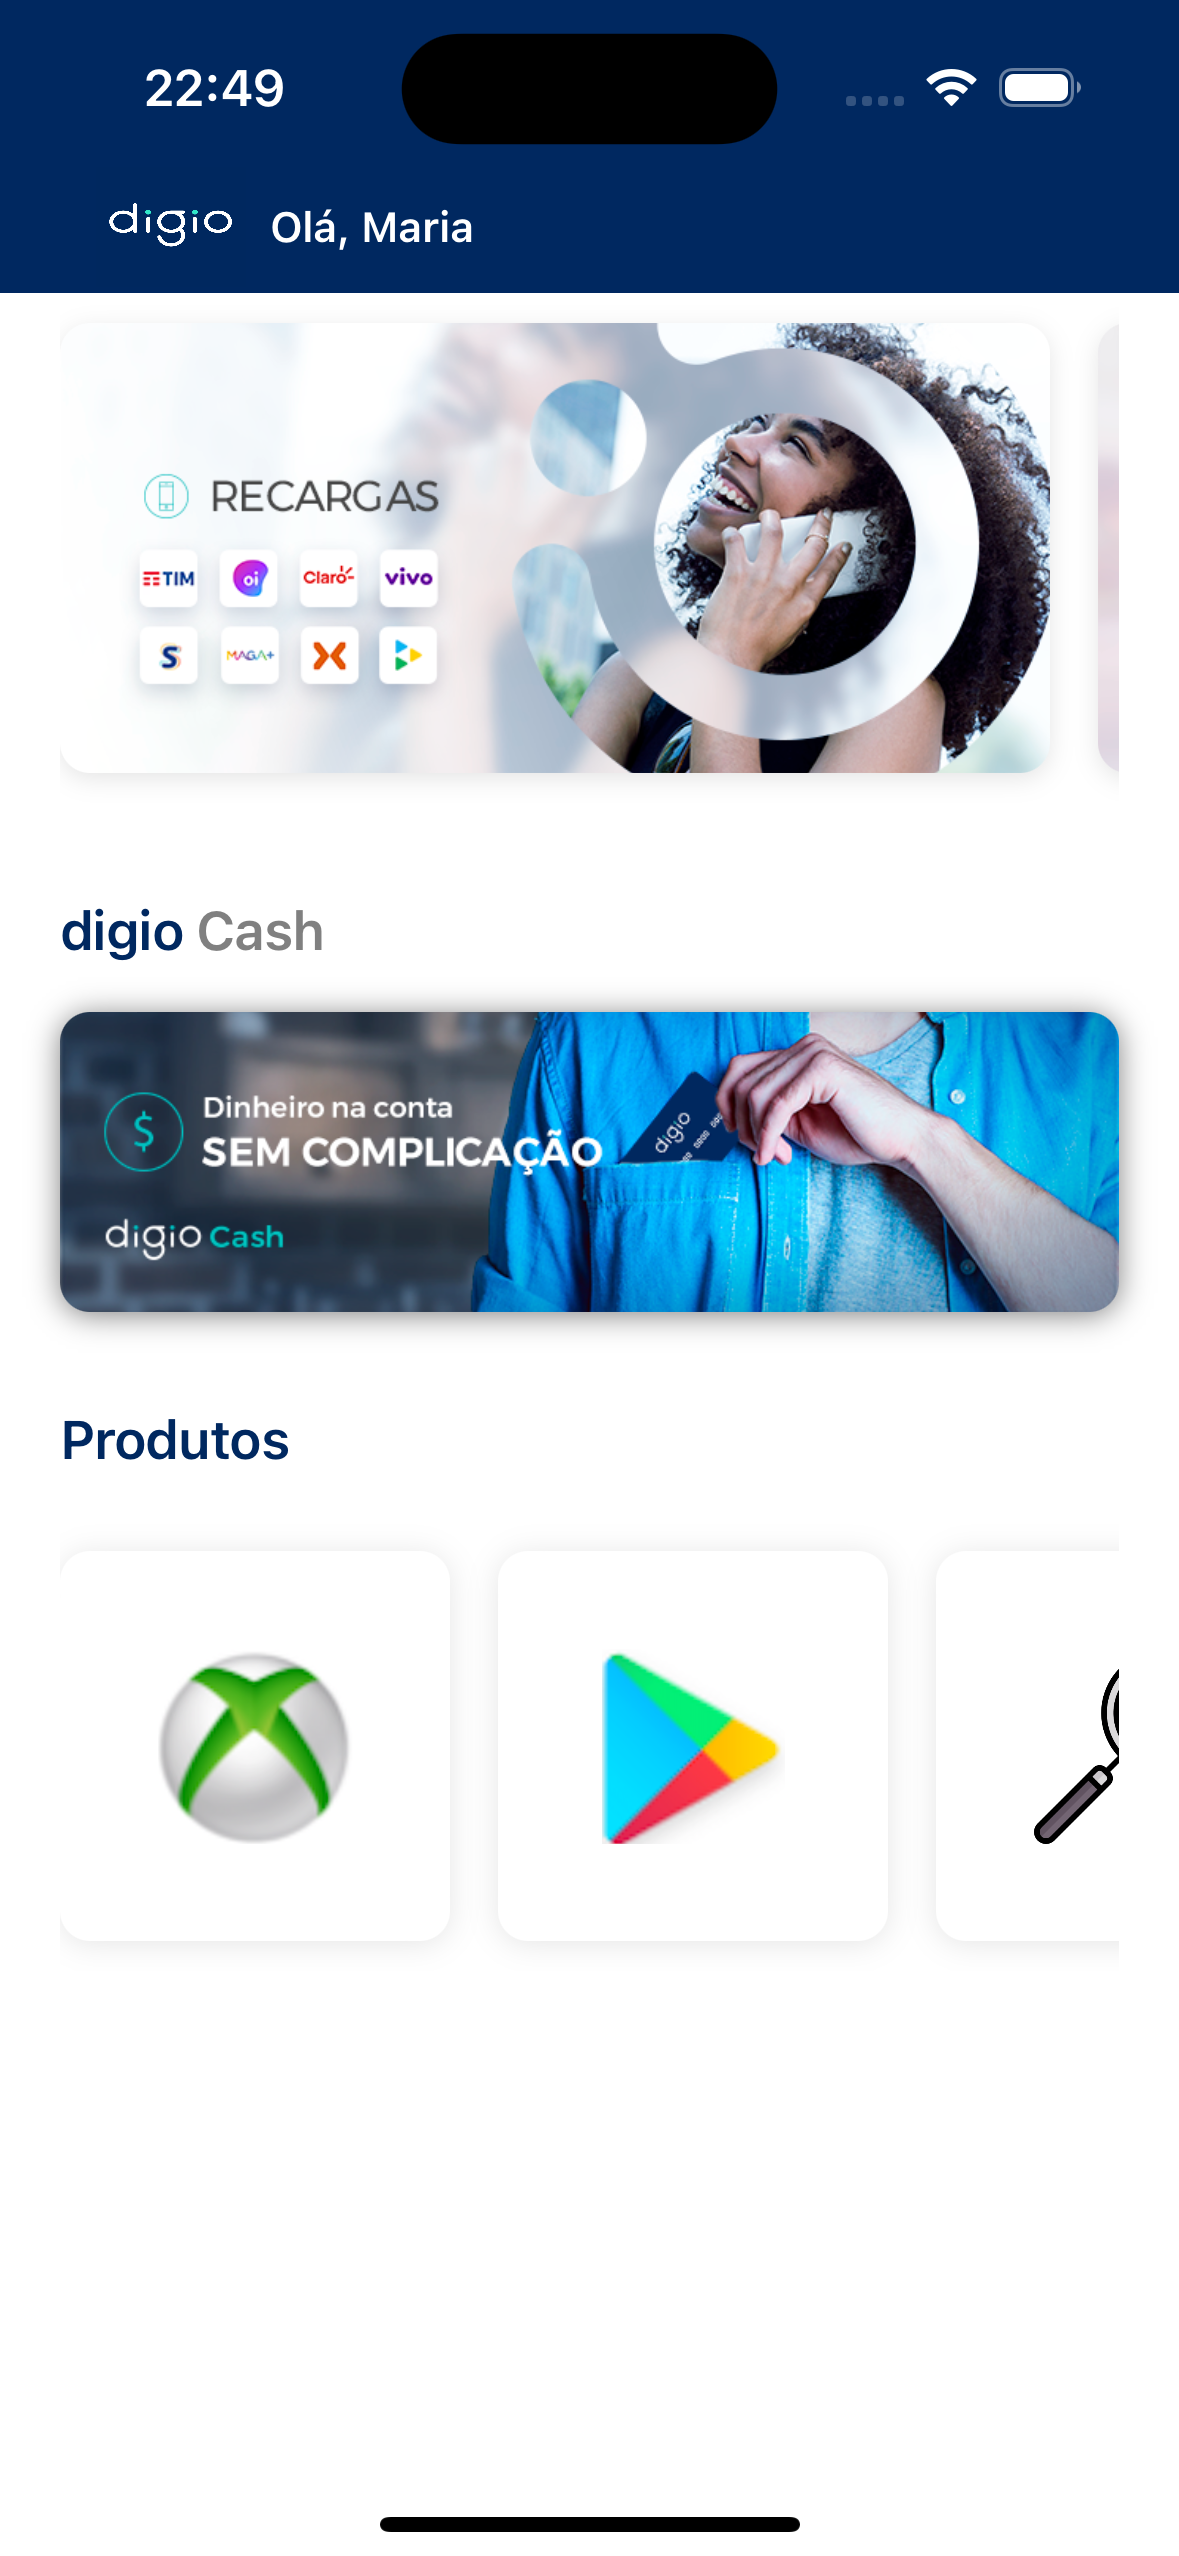 22:49
digio Olá, Maria
RECARGAS
TIM oi Claro vivo
S MAGA+
digio Cash
Dinheiro na conta
SEM COMPLICAÇÃO
digio
digio Cash
Produtos